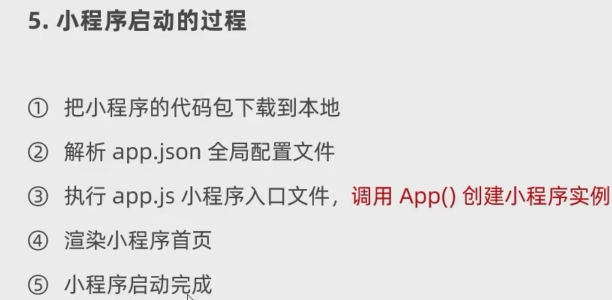 5. 小程序启动的过程
① 把小程序的代码包下载到本地
② 解析 app.json 全局配置文件
③ 执行 app.js 小程序入口文件，调用 App() 创建小程序实例
④ 渲染小程序首页
⑤ 小程序启动完成